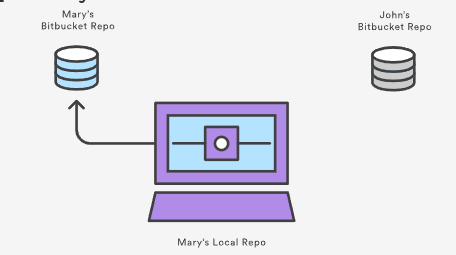 Mary's
Bitbucket Repo
John's
Bitbucket Repo
Mary's Local Repo